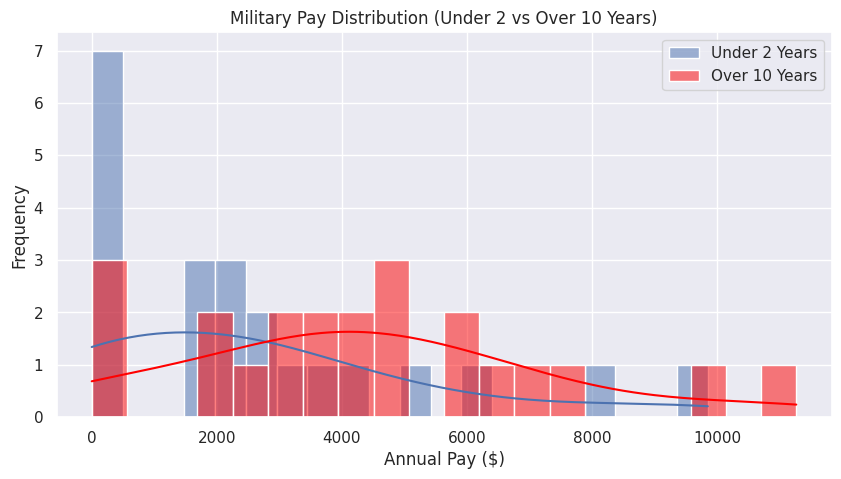 Military Pay Distribution (Under 2 vs Over 10 Years)
Under 2 Years
Over 10 Years
Frequency
7
6
5
4
3
2
1
0
0 2000 4000 6000 8000 10000
Annual Pay ($)